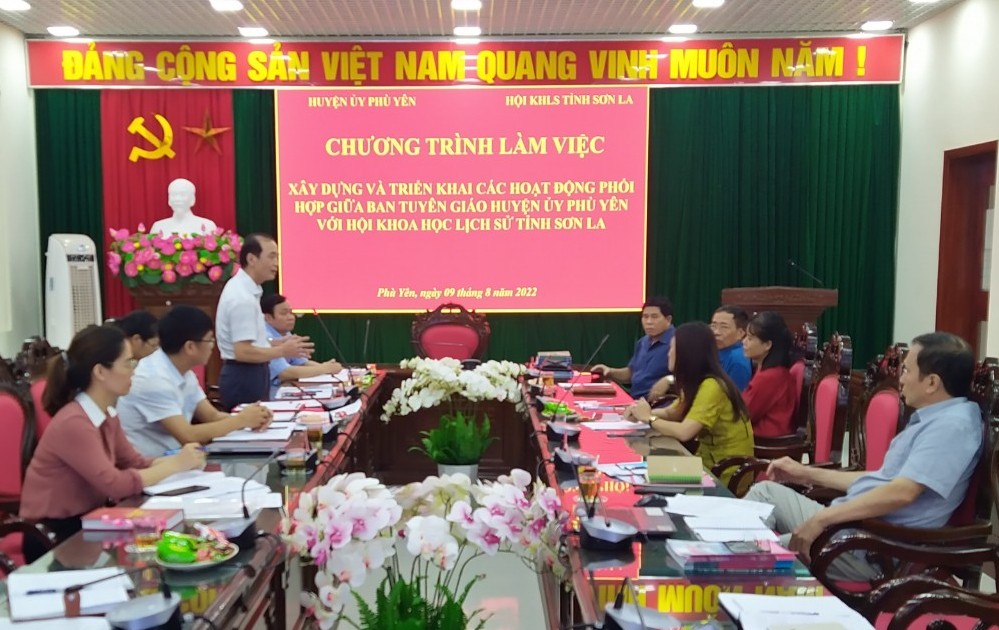 ĐẢNG CỘNG SẢN VIỆT NAM QUANG VINH MUÔN NĂM !
HUYỆN ỦY PHÙ YÊN HỘI KHLS TỈNH SƠN LA
CHƯƠNG TRÌNH LÀM VIỆC
XÂY DỰNG VÀ TRIỂN KHAI CÁC HOẠT ĐỘNG PHỐI
HỢP GIỮA BAN TUYÊN GIÁO HUYỆN ỦY PHÙ YÊN
VỚI HỘI KHOA HỌC LỊCH SỬ TỈNH SƠN LA
Phù Yên, ngày 09 tháng 8 năm 2022